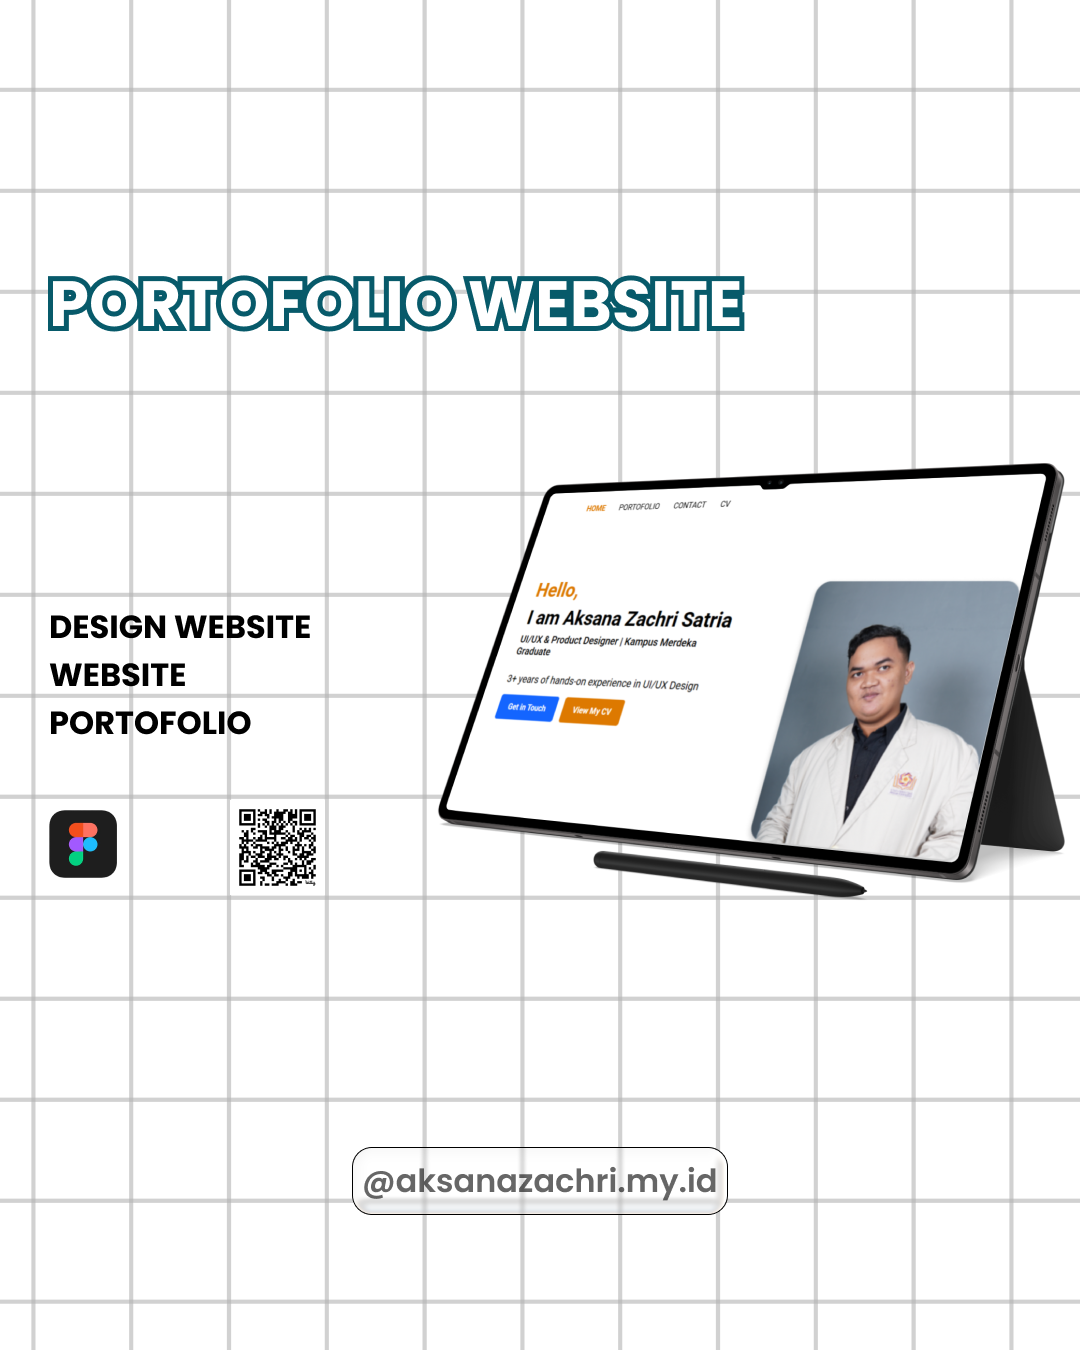 PORTOFOLIO WEBSITE
HOME PORTOFOLIO CONTACT CV
Hello,
I am Aksana Zachri Satria
UI/UX & Product Designer | Kampus Merdeka
Graduate
3+ years of hands-on experience in UI/UX Design
Get in Touch View My CV
DESIGN WEBSITE
WEBSITE
PORTOFOLIO
@aksanazachri.my.id